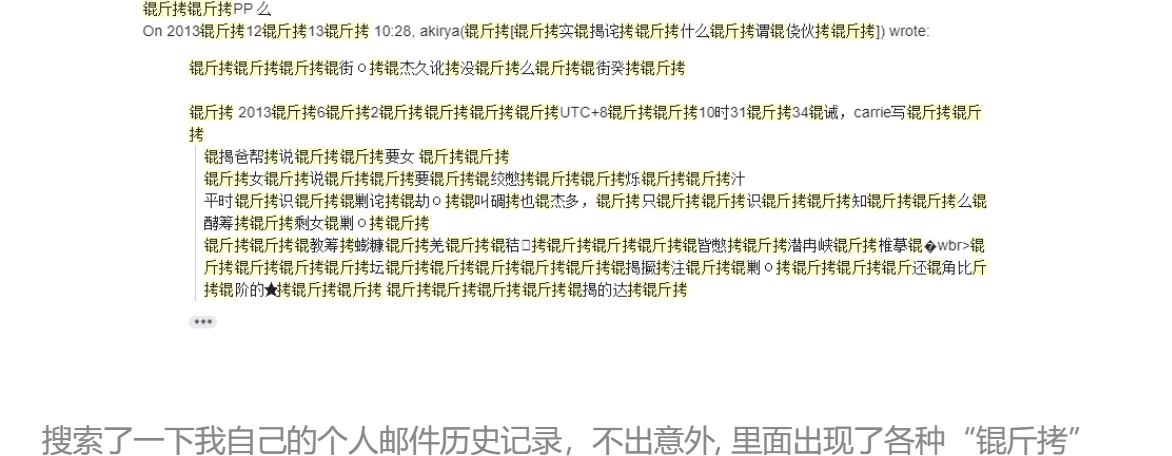 锟斤拷锟斤拷PP 么
On 2013锟斤拷12锟斤拷13锟斤拷 10:28, akirya(锟斤拷[锟斤拷实锟揭诧拷锟斤拷什么锟斤拷谓锟侥伙拷锟斤拷]) wrote:
锟斤拷锟斤拷锟斤拷锟街○拷锟杰久讹拷没锟斤拷么锟斤拷锟街癸拷锟斤拷
锟斤拷 2013锟斤拷6锟斤拷2锟斤拷锟斤拷锟斤拷锟斤拷UTC+8锟斤拷锟斤拷10时31锟斤拷34锟诫，carrie写锟斤拷锟斤
拷
锟揭爸帮拷说锟斤拷锟斤拷要女 锟斤拷锟斤拷
锟斤拷女锟斤拷说锟斤拷锟斤拷要锟斤拷锟绞憋拷锟斤拷锟斤拷烁锟斤拷锟斤拷汁
平时锟斤拷识锟斤拷锟剿诧拷锟劫○拷锟叫碉拷也锟杰多，锟斤拷只锟斤拷锟斤拷识锟斤拷锟斤拷知锟斤拷锟斤拷么锟
酵筹拷锟斤拷剩女锟剿○拷锟斤拷
锟斤拷锟斤拷锟教筹拷蟛糠锟斤拷羌锟斤拷锟秸□拷锟斤拷锟斤拷锟斤拷锟皆憋拷锟斤拷潜冉峡锟斤拷椎摹锟�wbr>锟
斤拷锟斤拷锟斤拷锟斤拷坛锟斤拷锟斤拷锟斤拷锟斤拷锟斤拷锟揭撅拷注锟斤拷锟剿○拷锟斤拷锟斤拷锟斤还锟角比斤
拷锟阶的★拷锟斤拷锟斤拷 锟斤拷锟斤拷锟斤拷锟斤拷锟揭的达拷锟斤拷
•••
搜索了一下我自己的个人邮件历史记录，不出意外, 里面出现了各种“锟斤拷”